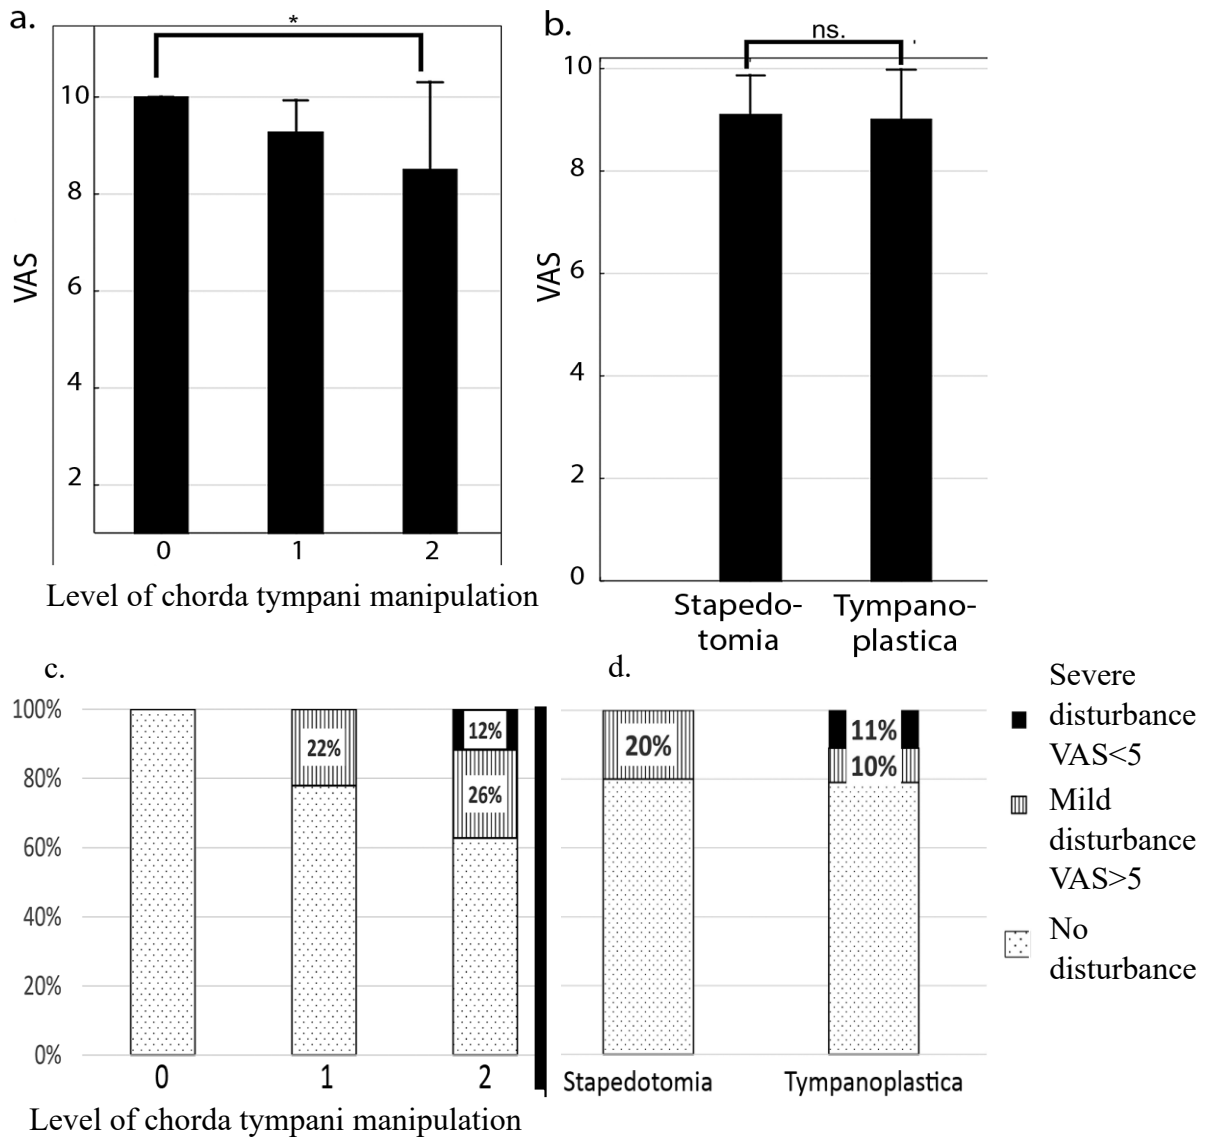 a.
*
10
8
6
4
2
VAS
0 1 2
Level of chorda tympani manipulation
b.
ns.
10
8
6
4
2
0
VAS
Stapedo-
tomia
Tympano-
plastica
c.
100%
80%
60%
40%
20%
0%
22%
12%
26%
0 1 2
Level of chorda tympani manipulation
d.
20%
11%
10%
Stapedotomia Tympanoplastica
Severe
disturbance
VAS<5
Mild
disturbance
VAS>5
No
disturbance